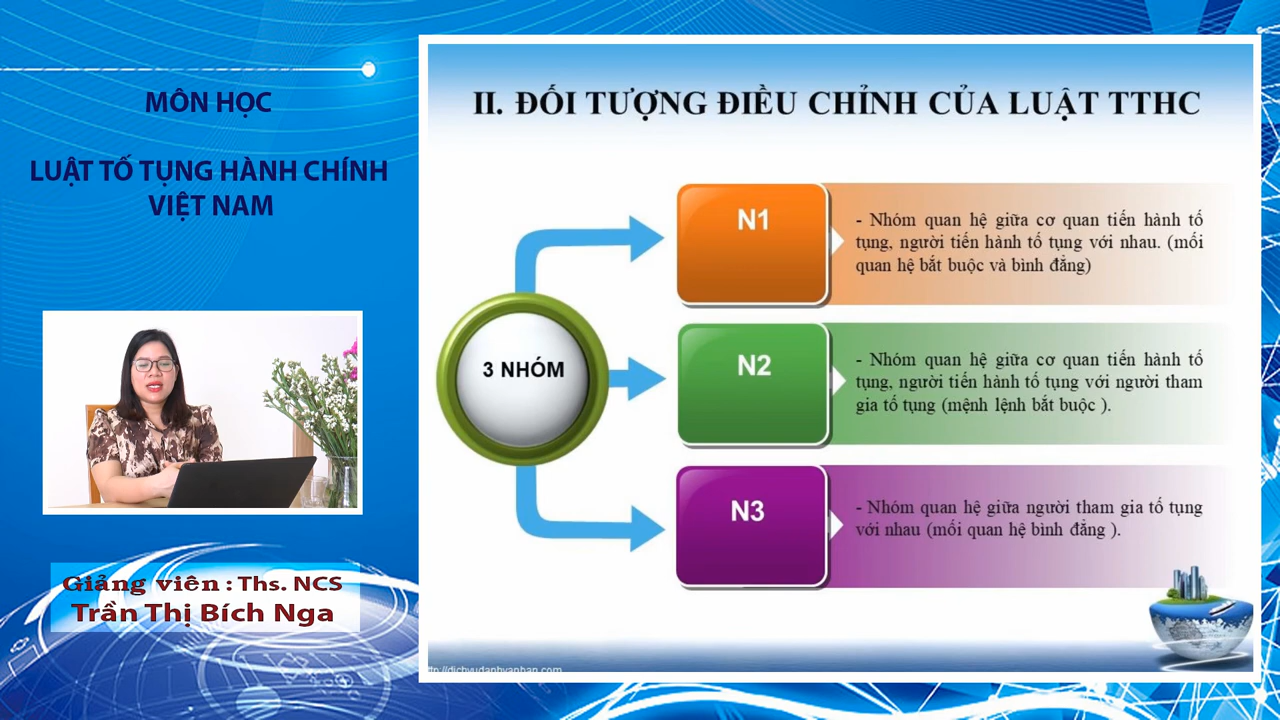 MÔN HỌC
LUẬT TỐ TỤNG HÀNH CHÍNH
VIỆT NAM
Giảng viên : Ths. NCS
Trần Thị Bích Nga
II. ĐỐI TƯỢNG ĐIỀU CHỈNH CỦA LUẬT TTHC
3 NHÓM
N1
- Nhóm quan hệ giữa cơ quan tiến hành tố
tụng, người tiến hành tố tụng với nhau. (mối
quan hệ bắt buộc và bình đẳng)
N2
- Nhóm quan hệ giữa cơ quan tiến hành tố
tụng, người tiến hành tố tụng với người tham
gia tố tụng (mệnh lệnh bắt buộc ).
N3
- Nhóm quan hệ giữa người tham gia tố tụng
với nhau (mối quan hệ bình đẳng ).